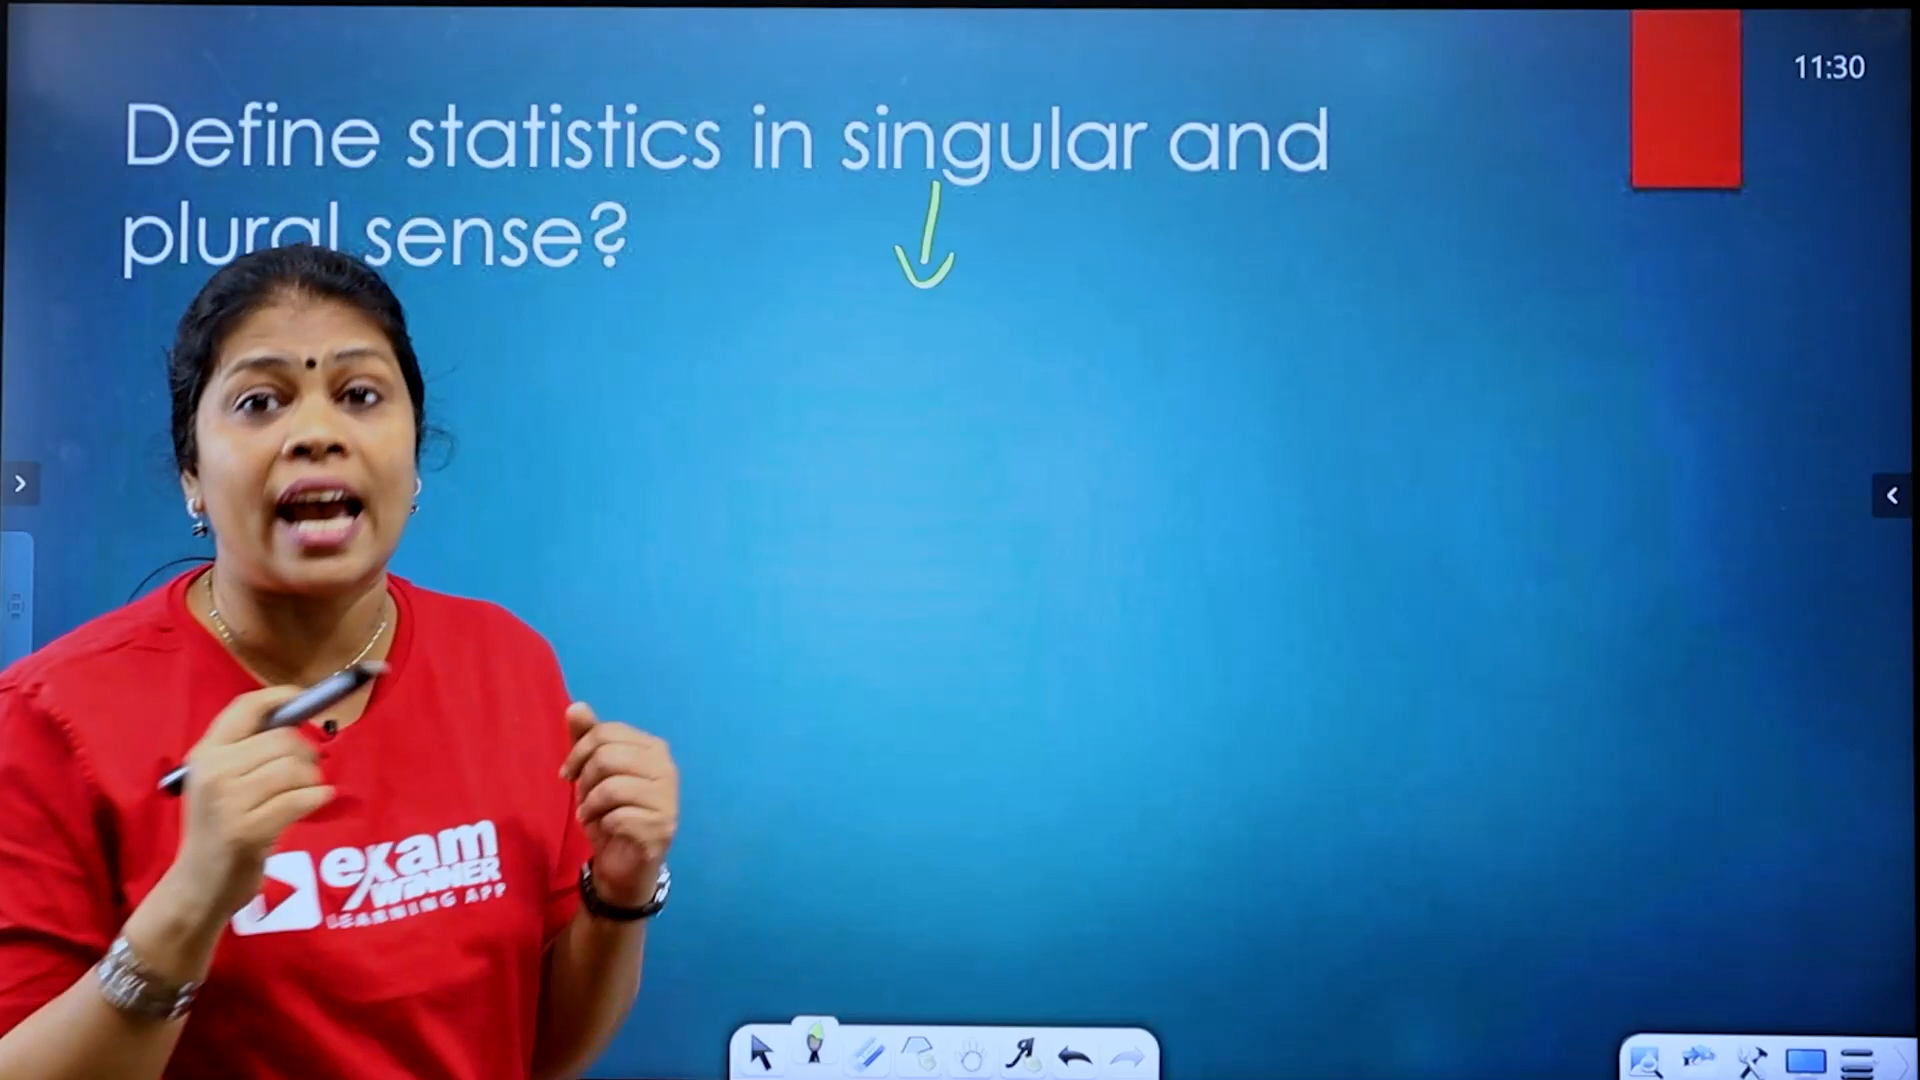 Define statistics in singular and
plural sense?
11:30
exam
WINNER
LEARNING APP